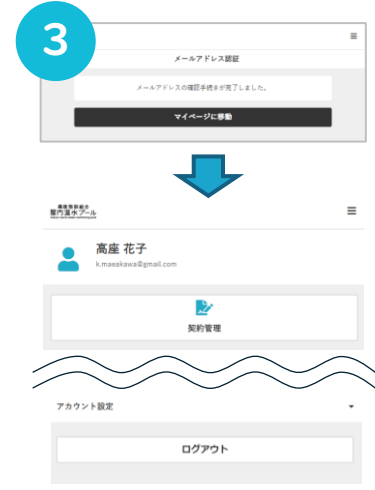 3
メールアドレス認証
メールアドレスの確認手続きが完了しました。
マイページに移動
高座 花子
k.maeakawa@gmail.com
契約管理
アカウント設定
ログアウト